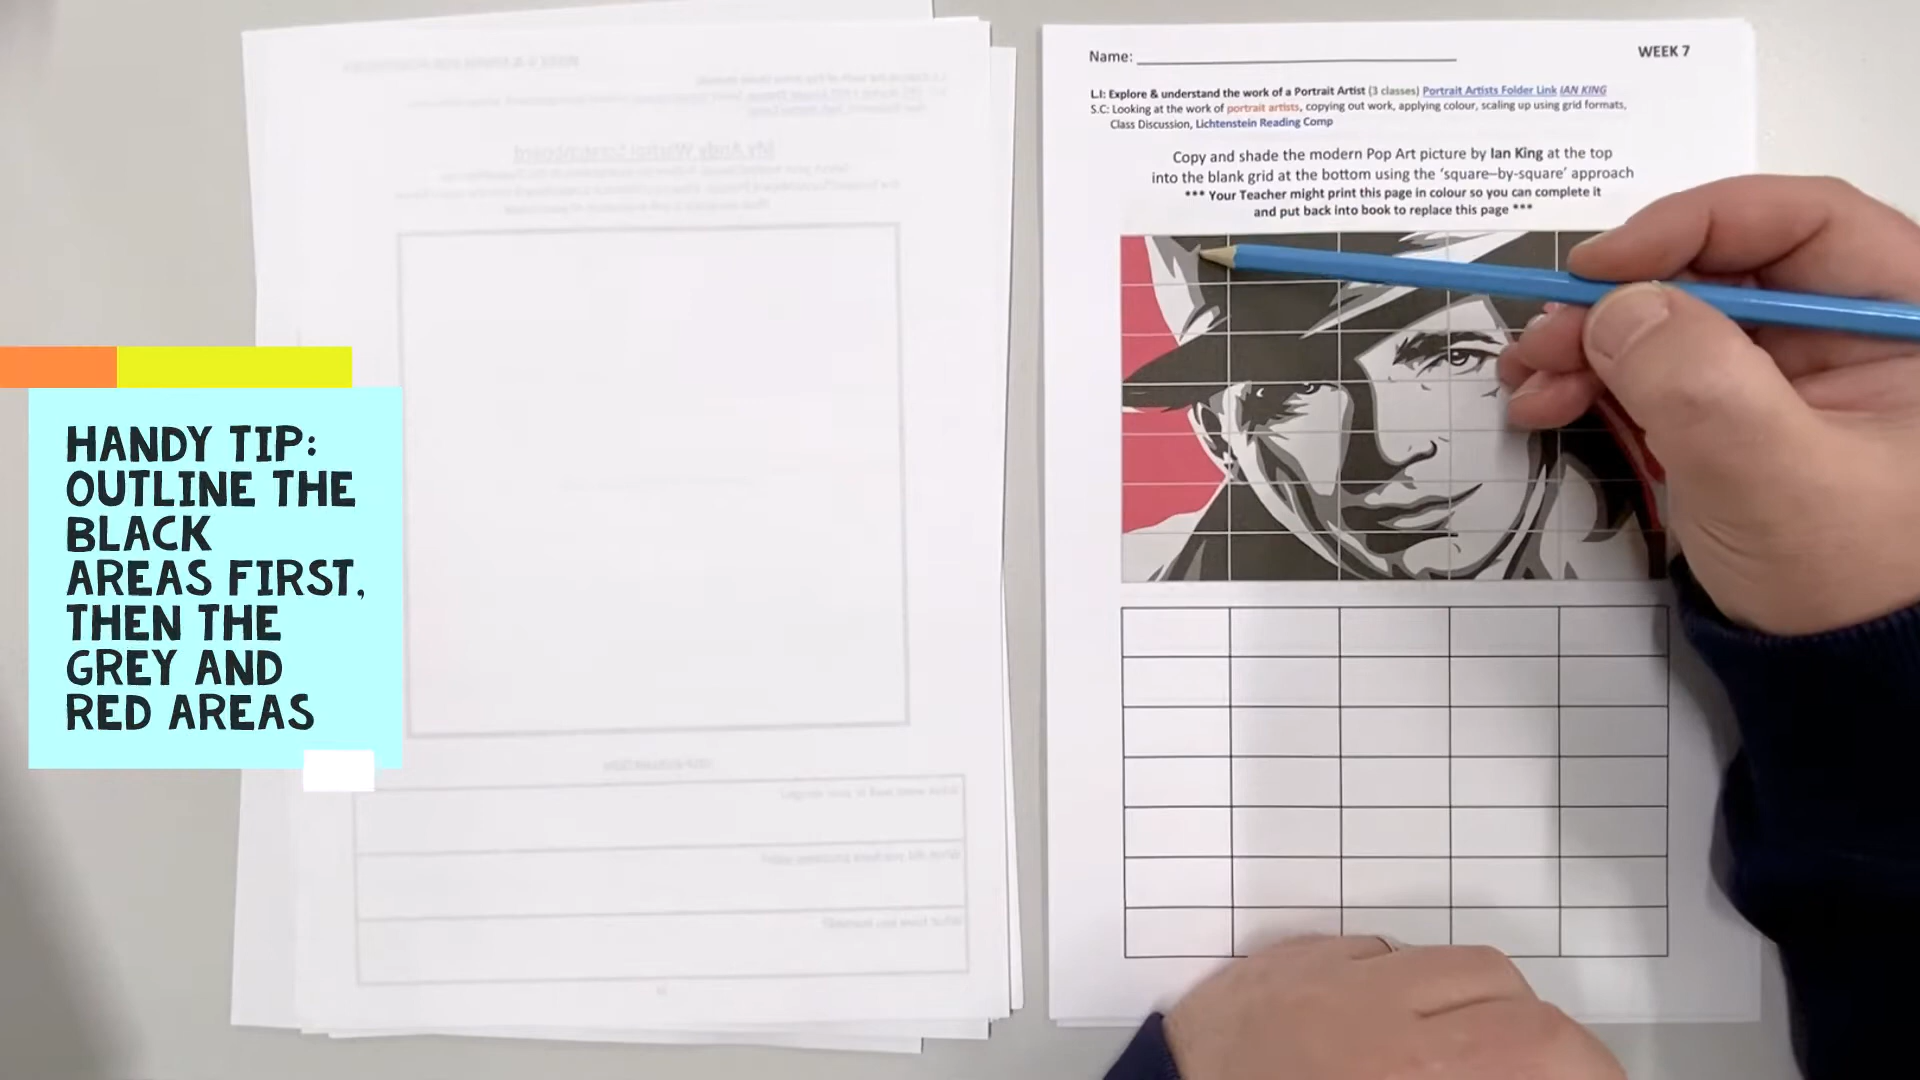 HANDY TIP:
OUTLINE THE
BLACK
AREAS FIRST,
THEN THE
GREY AND
RED AREAS
Name:
WEEK 7
L.I: Explore & understand the work of a Portrait Artist (3 classes) Portrait Artists Folder Link IAN KING
S.C: Looking at the work of portrait artists, copying out work, applying colour, scaling up using grid formats,
Class Discussion, Lichtenstein Reading Comp
Copy and shade the modern Pop Art picture by Ian King at the top
into the blank grid at the bottom using the ‘square–by-square’ approach
*** Your Teacher might print this page in colour so you can complete it
and put back into book to replace this page ***